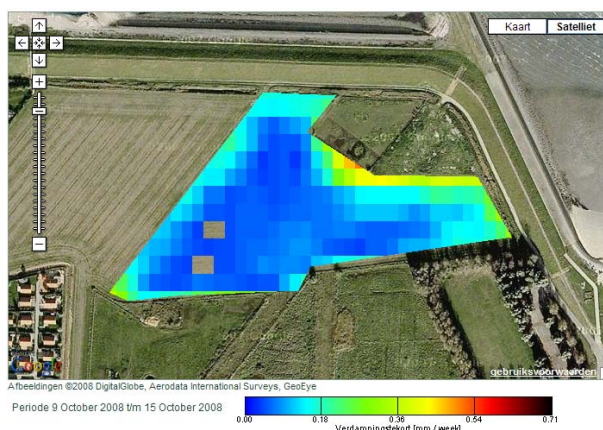 Kaart Satelliet
Google
gebruiksvoorwaarden
Afbeeldingen ©2008 DigitalGlobe, Aerodata International Surveys, GeoEye
Periode 9 October 2008 t/m 15 October 2008
0.00 0.18 0.36 0.54 0.71
Verdampingstekort [mm / week]